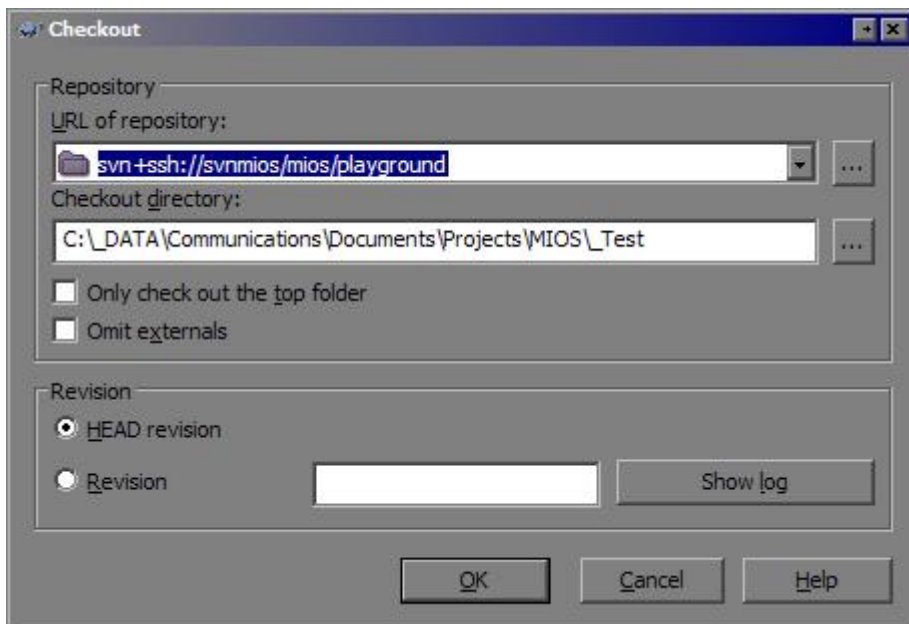 Checkout
Repository
URL of repository:
svn+ssh://svnmios/mios/playground
...
Checkout directory:
C:\_DATA\Communications\Documents\Projects\MIOS\_Test
...
Only check out the top folder
Omit externals
Revision
HEAD revision
Revision
Show log
OK
Cancel
Help